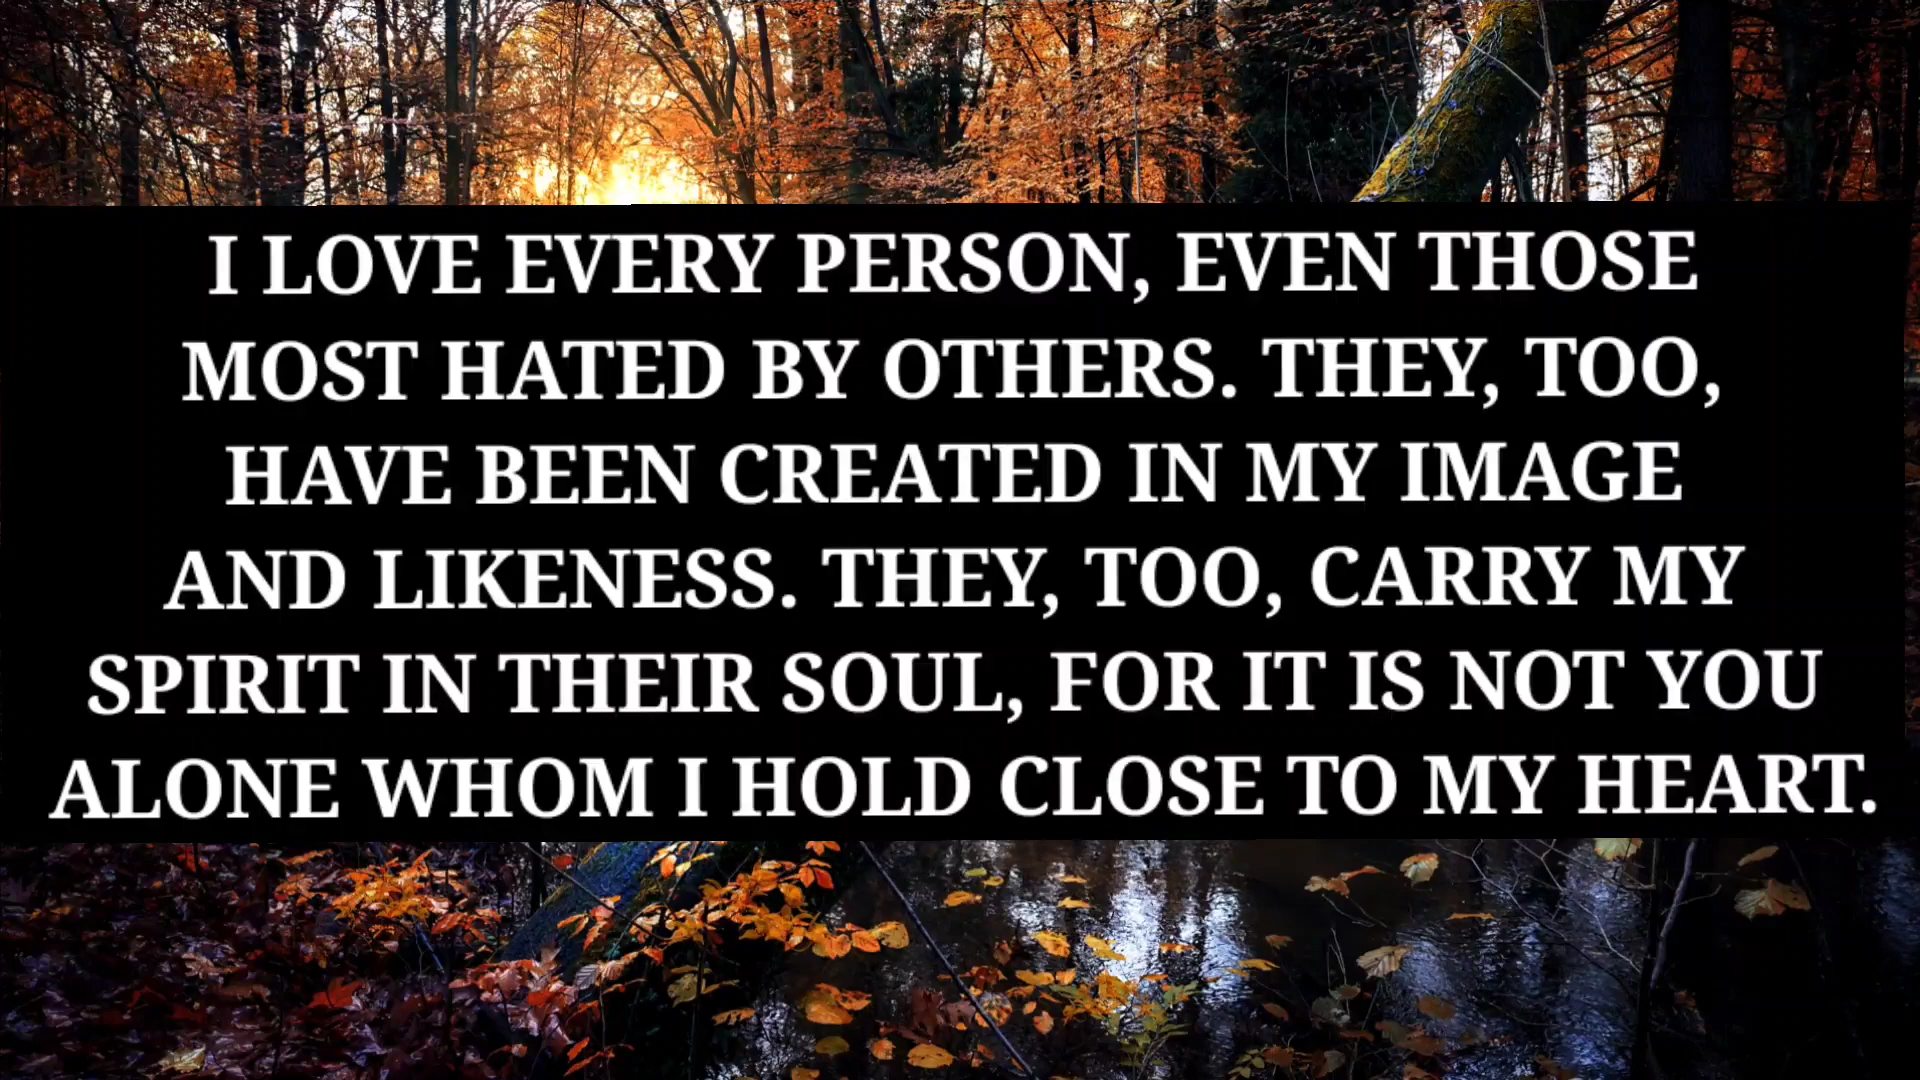 I LOVE EVERY PERSON, EVEN THOSE
MOST HATED BY OTHERS. THEY, TOO,
HAVE BEEN CREATED IN MY IMAGE
AND LIKENESS. THEY, TOO, CARRY MY
SPIRIT IN THEIR SOUL, FOR IT IS NOT YOU
ALONE WHOM I HOLD CLOSE TO MY HEART.